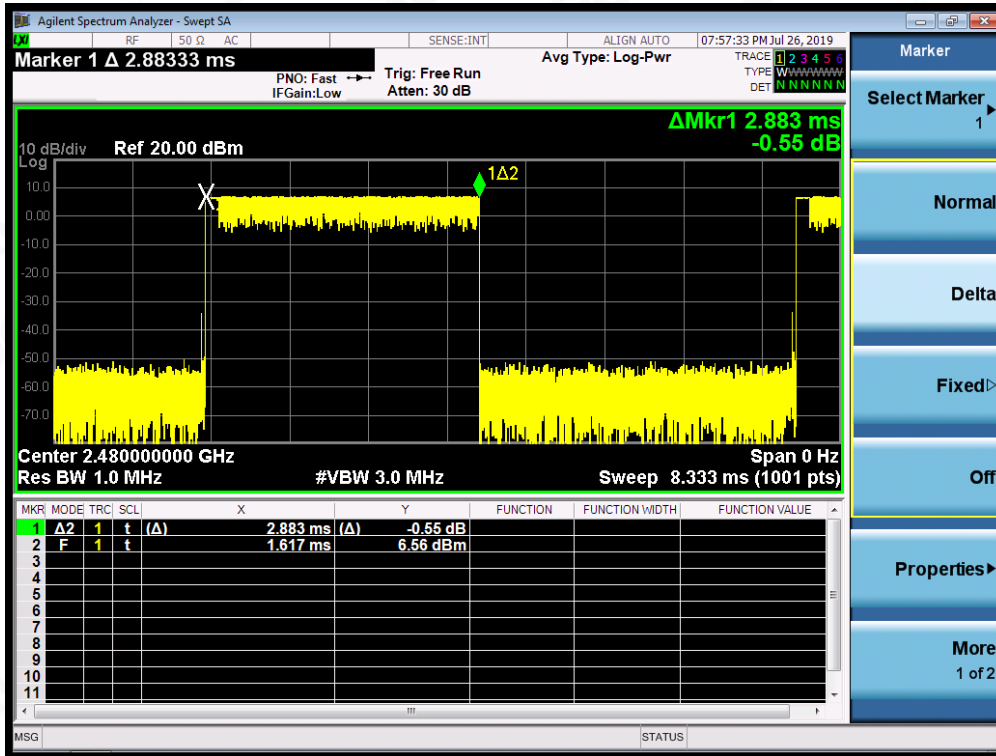 Agilent Spectrum Analyzer - Swept SA
LXI RF 50 Ω AC SENSE:INT ALIGN AUTO 07:57:33 PM Jul 26, 2019
Marker 1 Δ 2.88333 ms
PNO: Fast
IFGain:Low
Trig: Free Run
Atten: 30 dB
Avg Type: Log-Pwr
TRACE 1 2 3 4 5 6
TYPE WWWWWW
DET N N N N N N
ΔMkr1 2.883 ms
-0.55 dB
10 dB/div Ref 20.00 dBm
Log
1Δ2
10.0
0.00
-10.0
-20.0
-30.0
-40.0
-50.0
-60.0
-70.0
Center 2.480000000 GHz Span 0 Hz
Res BW 1.0 MHz #VBW 3.0 MHz Sweep 8.333 ms (1001 pts)
MKR MODE TRC SCL X Y FUNCTION FUNCTION WIDTH FUNCTION VALUE
1 Δ2 1 t (Δ) 2.883 ms (Δ) -0.55 dB
2 F 1 t 1.617 ms 6.56 dBm
3
4
5
6
7
8
9
10
11
MSG STATUS
Marker
Select Marker
1
Normal
Delta
Fixed
Off
Properties
More
1 of 2